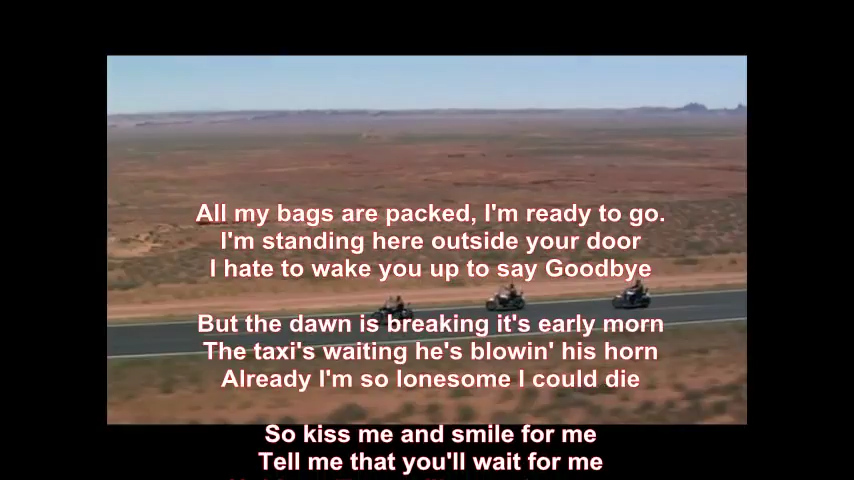 All my bags are packed, I'm ready to go.
I'm standing here outside your door
I hate to wake you up to say Goodbye
But the dawn is breaking it's early morn
The taxi's waiting he's blowin' his horn
Already I'm so lonesome I could die
So kiss me and smile for me
Tell me that you'll wait for me